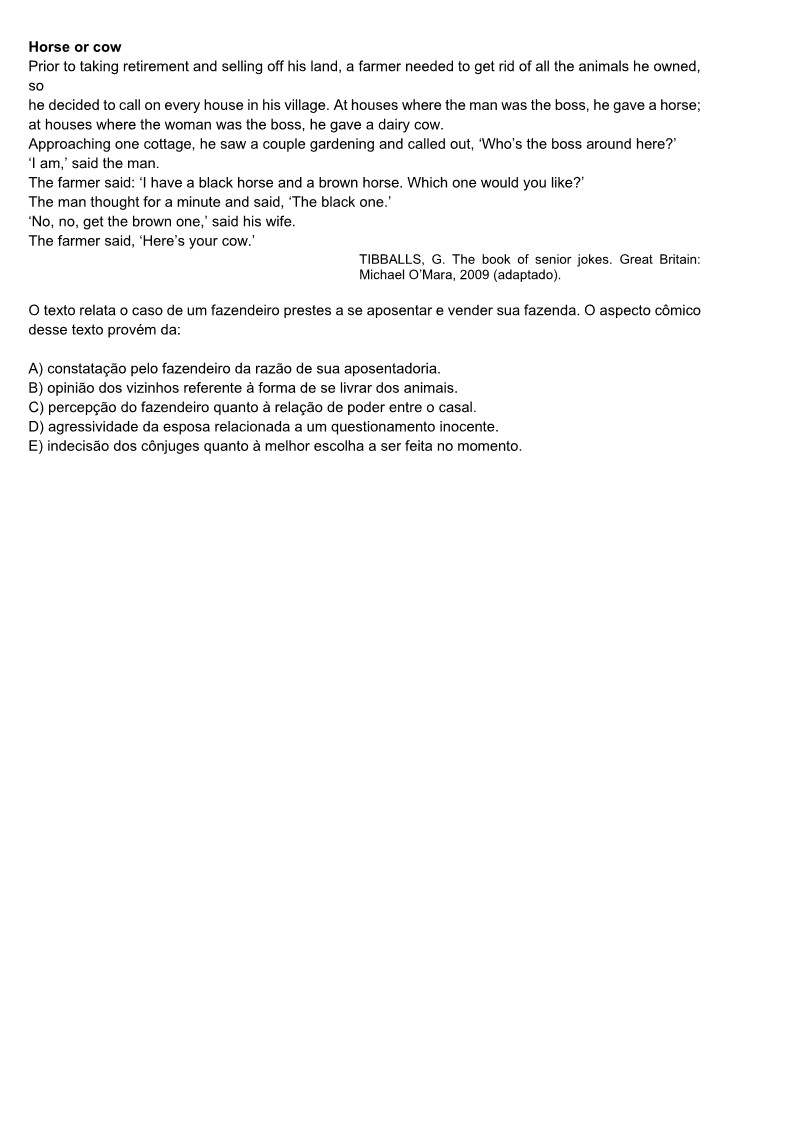 Horse or cow
Prior to taking retirement and selling off his land, a farmer needed to get rid of all the animals he owned,
so
he decided to call on every house in his village. At houses where the man was the boss, he gave a horse;
at houses where the woman was the boss, he gave a dairy cow.
Approaching one cottage, he saw a couple gardening and called out, ‘Who’s the boss around here?’
‘I am,’ said the man.
The farmer said: ‘I have a black horse and a brown horse. Which one would you like?’
The man thought for a minute and said, ‘The black one.’
‘No, no, get the brown one,’ said his wife.
The farmer said, ‘Here’s your cow.’
TIBBALLS, G. The book of senior jokes. Great Britain:
Michael O’Mara, 2009 (adaptado).
O texto relata o caso de um fazendeiro prestes a se aposentar e vender sua fazenda. O aspecto cômico
desse texto provém da:
A) constatação pelo fazendeiro da razão de sua aposentadoria.
B) opinião dos vizinhos referente à forma de se livrar dos animais.
C) percepção do fazendeiro quanto à relação de poder entre o casal.
D) agressividade da esposa relacionada a um questionamento inocente.
E) indecisão dos cônjuges quanto à melhor escolha a ser feita no momento.